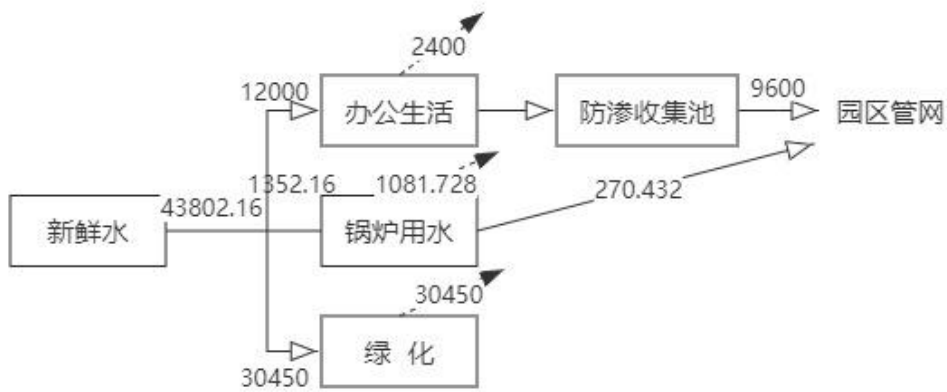 2400
12000
办公生活
防渗收集池
9600
园区管网
1352.16
1081.728
270.432
43802.16
新鲜水
锅炉用水
30450
绿 化
30450